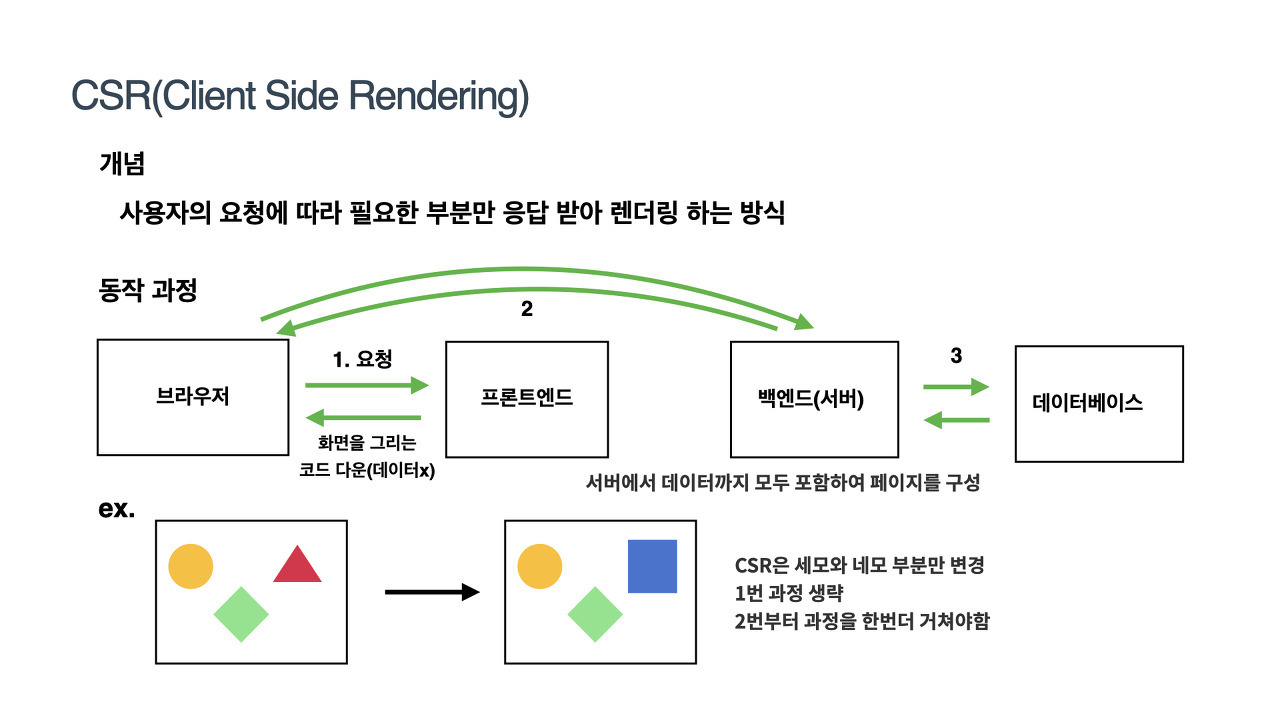 CSR(Client Side Rendering)
개념
사용자의 요청에 따라 필요한 부분만 응답 받아 렌더링 하는 방식
동작 과정
2
1. 요청
3
브라우저
프론트엔드
백엔드(서버)
데이터베이스
화면을 그리는
코드 다운(데이터x)
서버에서 데이터까지 모두 포함하여 페이지를 구성
ex.
CSR은 세모와 네모 부분만 변경
1번 과정 생략
2번부터 과정을 한번더 거쳐야함